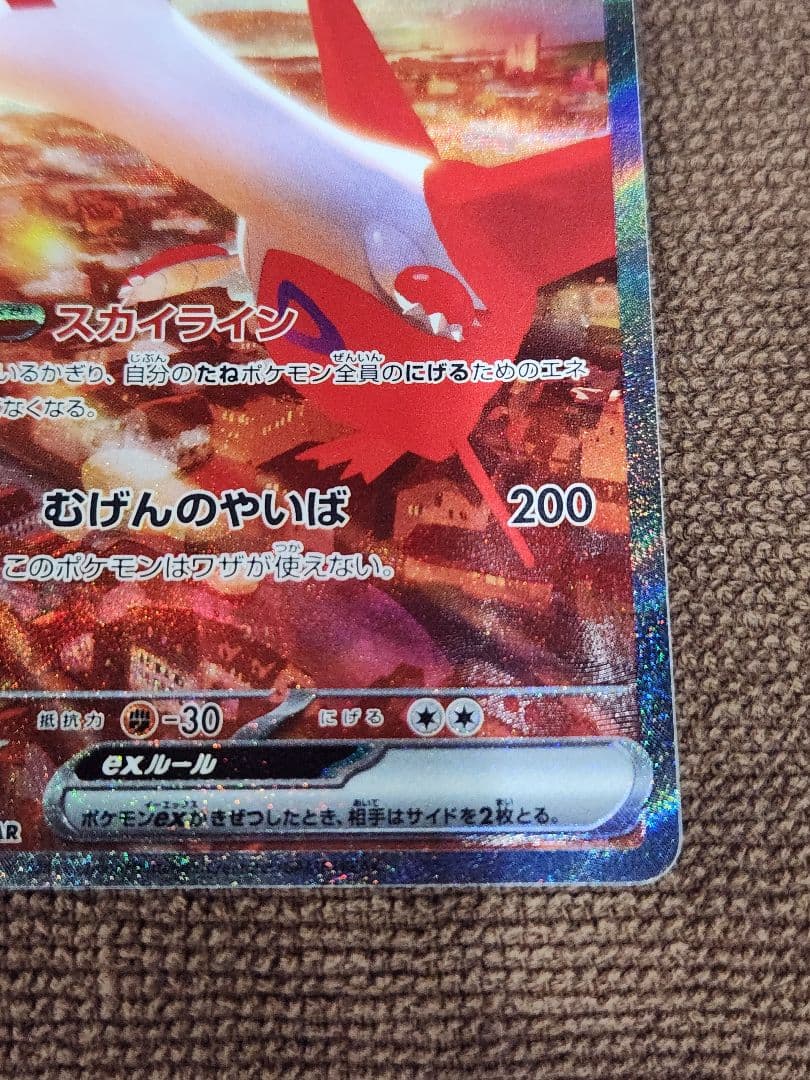 スカイライン
いるかぎり、自分のたねポケモン全員のにげるためのエネ
なくなる。
むげんのやいば 200
このポケモンはワザが使えない。
抵抗力 -30 にげる
exルール
ポケモンexがきぜつしたとき、相手はサイドを2枚とる。
AR